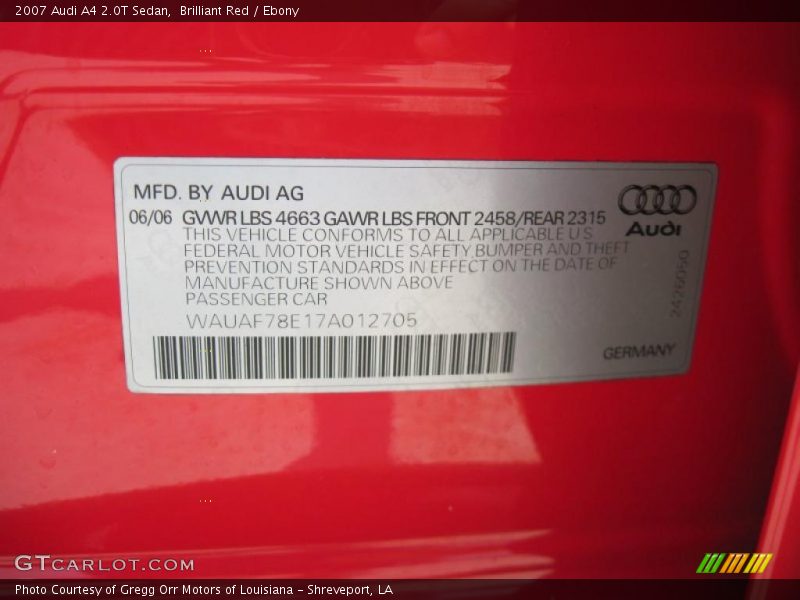 2007 Audi A4 2.0T Sedan, Brilliant Red / Ebony
MFD. BY AUDI AG
06/06 GVWR LBS 4663 GAWR LBS FRONT 2458/REAR 2315
THIS VEHICLE CONFORMS TO ALL APPLICABLE U S
FEDERAL MOTOR VEHICLE SAFETY,BUMPER AND THEFT
PREVENTION STANDARDS IN EFFECT ON THE DATE OF
MANUFACTURE SHOWN ABOVE
PASSENGER CAR
WAUAF78E17A012705
Audi
2426050
GERMANY
GTCARLOT.COM
Photo Courtesy of Gregg Orr Motors of Louisiana - Shreveport, LA